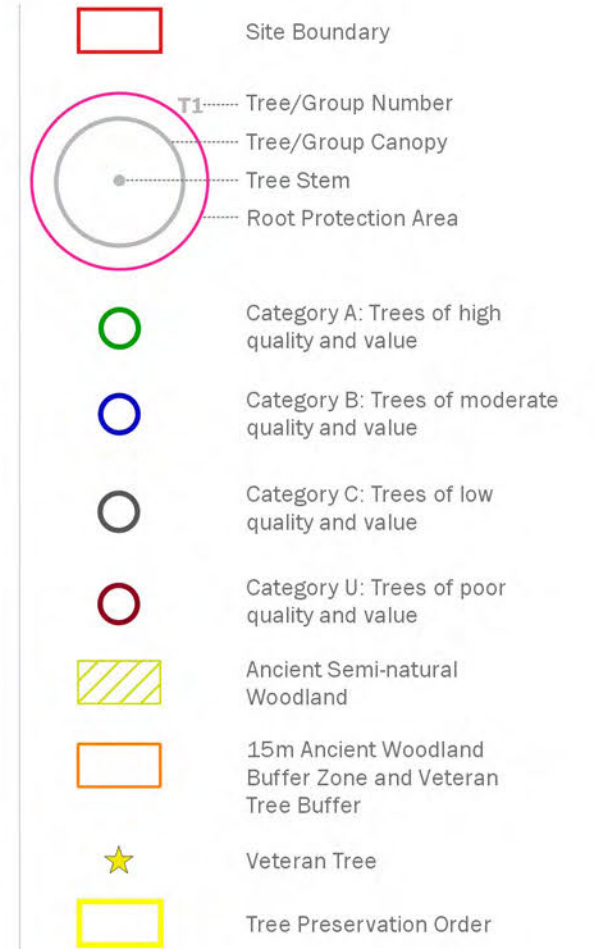 Site Boundary
T1
Tree/Group Number
Tree/Group Canopy
Tree Stem
Root Protection Area
Category A: Trees of high
quality and value
Category B: Trees of moderate
quality and value
Category C: Trees of low
quality and value
Category U: Trees of poor
quality and value
Ancient Semi-natural
Woodland
15m Ancient Woodland
Buffer Zone and Veteran
Tree Buffer
Veteran Tree
Tree Preservation Order